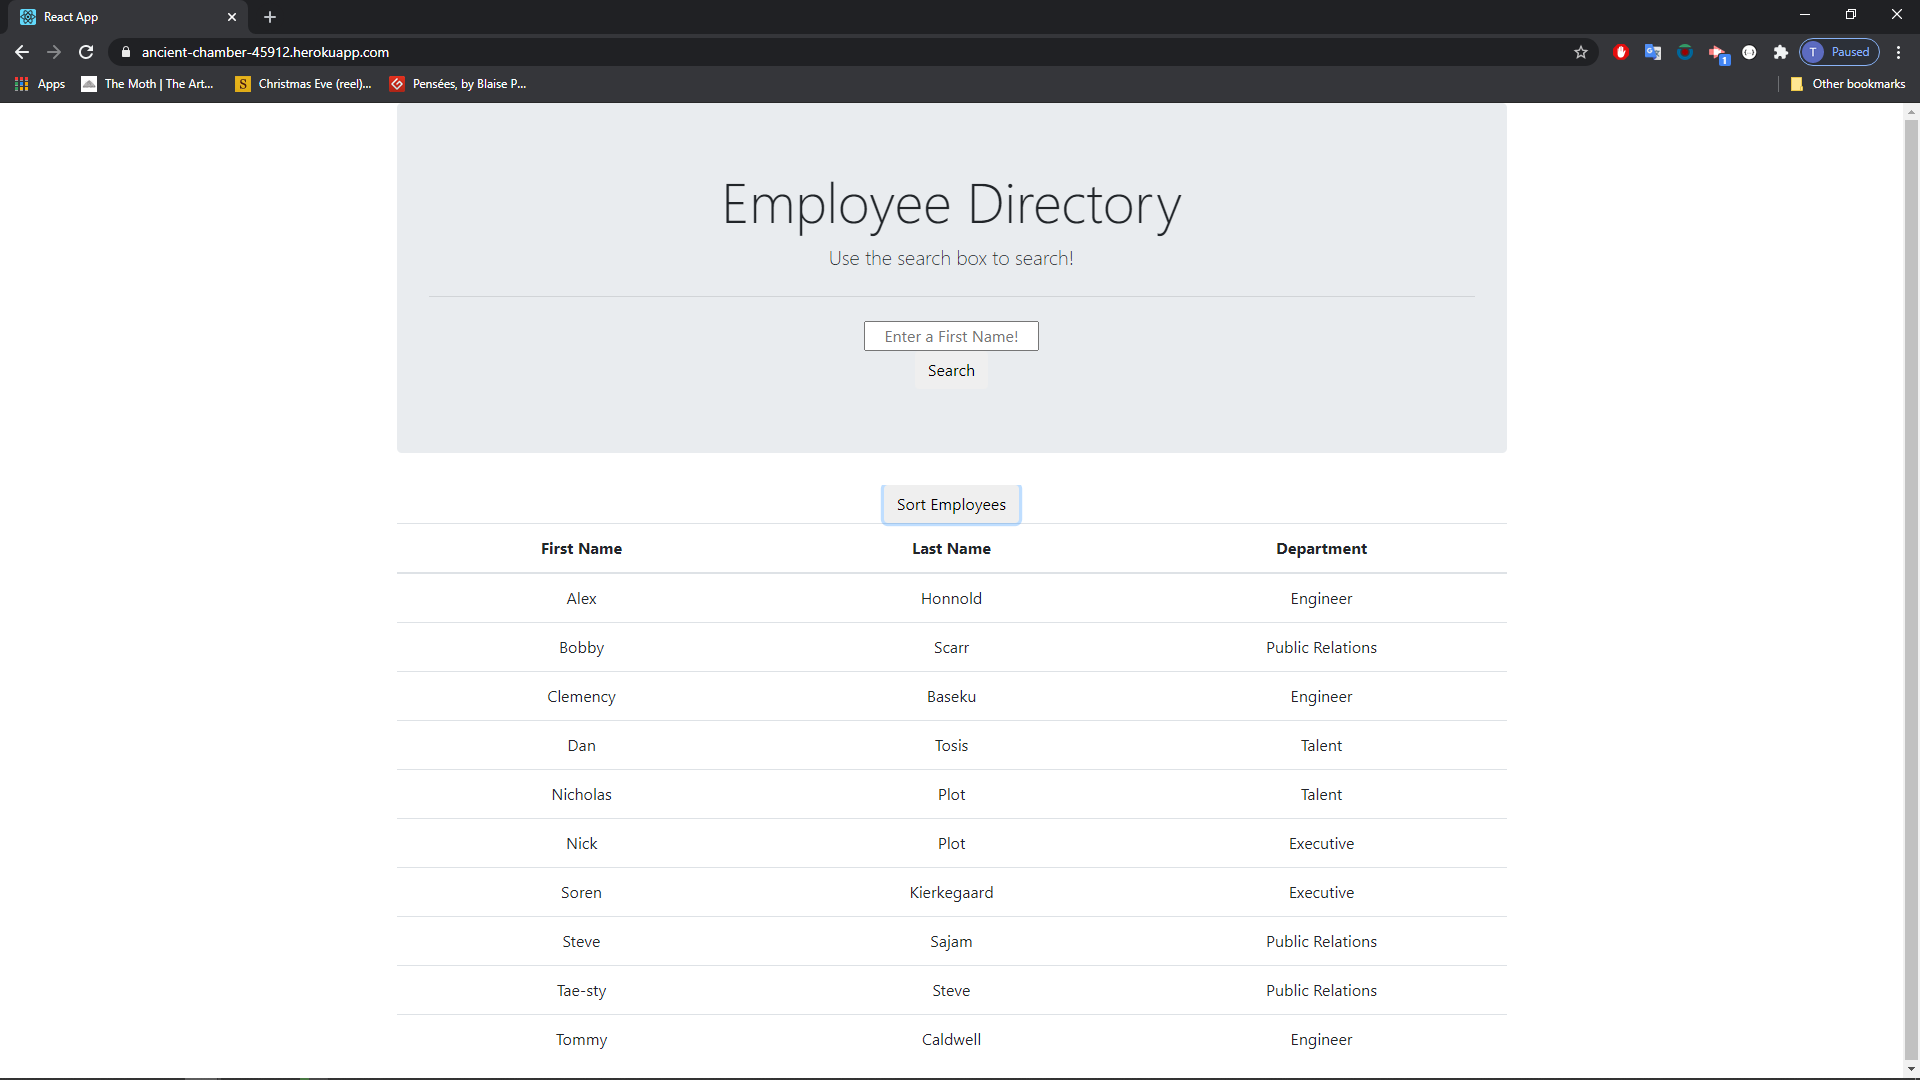 React App
ancient-chamber-45912.herokuapp.com
1
T Paused
Apps The Moth | The Art... S Christmas Eve (reel)... Pensées, by Blaise P... Other bookmarks
Employee Directory
Use the search box to search!
Enter a First Name!
Search
Sort Employees
First Name Last Name Department
Alex Honnold Engineer
Bobby Scarr Public Relations
Clemency Baseku Engineer
Dan Tosis Talent
Nicholas Plot Talent
Nick Plot Executive
Soren Kierkegaard Executive
Steve Sajam Public Relations
Tae-sty Steve Public Relations
Tommy Caldwell Engineer